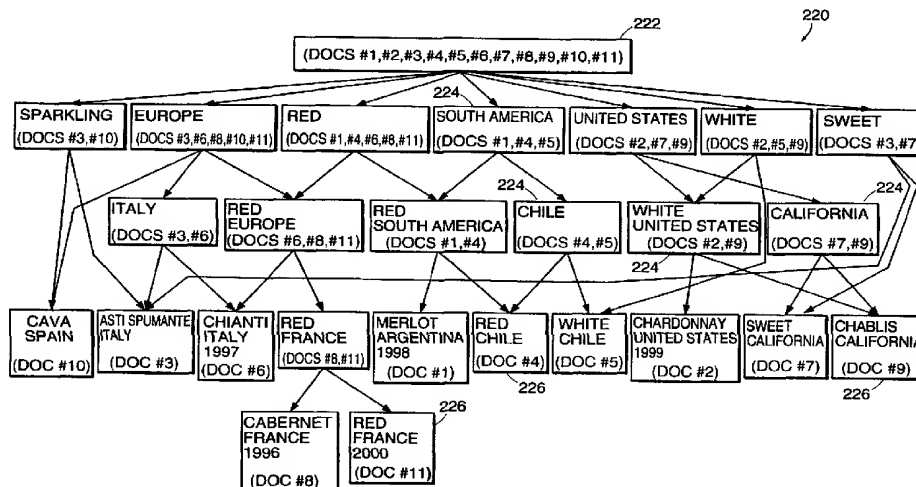 222
220
(DOCS #1,#2,#3,#4,#5,#6,#7,#8,#9,#10,#11)
224
SPARKLING
(DOCS #3,#10)
EUROPE
(DOCS #3,#6,#8,#10,#11)
RED
(DOCS #1,#4,#6,#8,#11)
SOUTH AMERICA
(DOCS #1,#4,#5)
UNITED STATES
(DOCS #2,#7,#9)
WHITE
(DOCS #2,#5,#9)
SWEET
(DOCS #3,#7
224
224
ITALY
(DOCS #3,#6)
RED
EUROPE
(DOCS #6,#8,#11)
RED
SOUTH AMERICA
(DOCS #1,#4)
CHILE
(DOCS #4,#5)
WHITE
UNITED STATES
(DOCS #2,#9)
CALIFORNIA
(DOCS #7,#9)
224
CAVA
SPAIN
(DOC #10)
ASTI SPUMANTE
ITALY
(DOC #3)
CHIANTI
ITALY
1997
(DOC #6)
RED
FRANCE
(DOCS #8,#11)
MERLOT
ARGENTINA
1998
(DOC #1)
RED
CHILE
(DOC #4)
WHITE
CHILE
(DOC #5)
CHARDONNAY
UNITED STATES
1999
(DOC #2)
SWEET
CALIFORNIA
(DOC #7)
CHABLIS
CALIFORNIA
(DOC #9)
226
226
226
CABERNET
FRANCE
1996
(DOC #8)
RED
FRANCE
2000
(DOC #11)